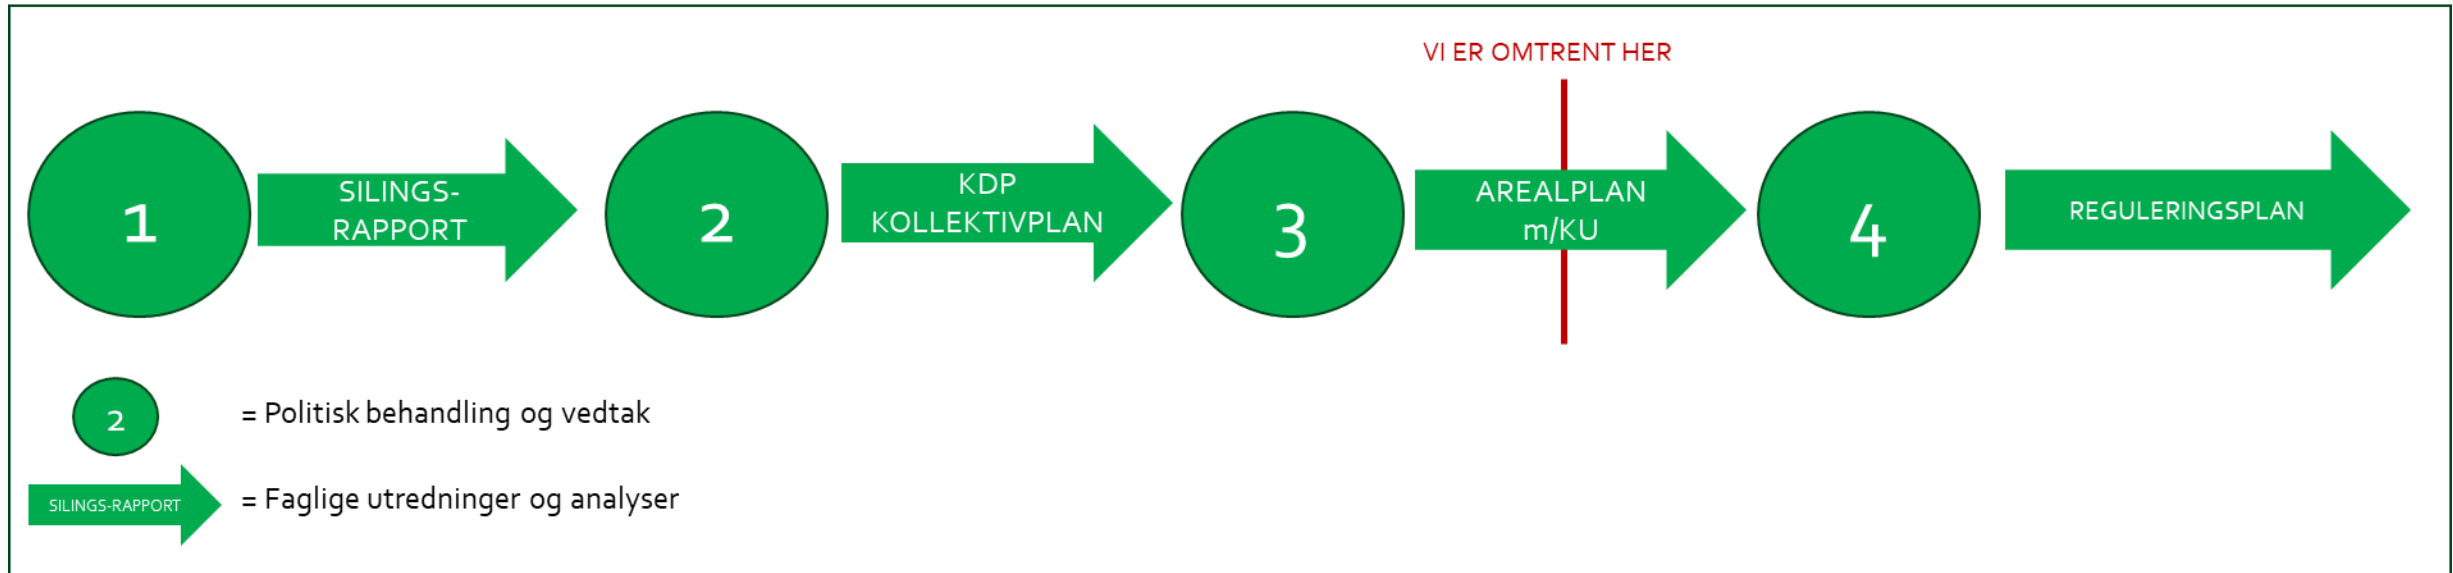 VI ER OMTRENT HER
1
SILINGS-
RAPPORT
2
KDP
KOLLEKTIVPLAN
3
AREALPLAN
m/KU
4
REGULERINGSPLAN
2
= Politisk behandling og vedtak
SILINGS-RAPPORT
= Faglige utredninger og analyser